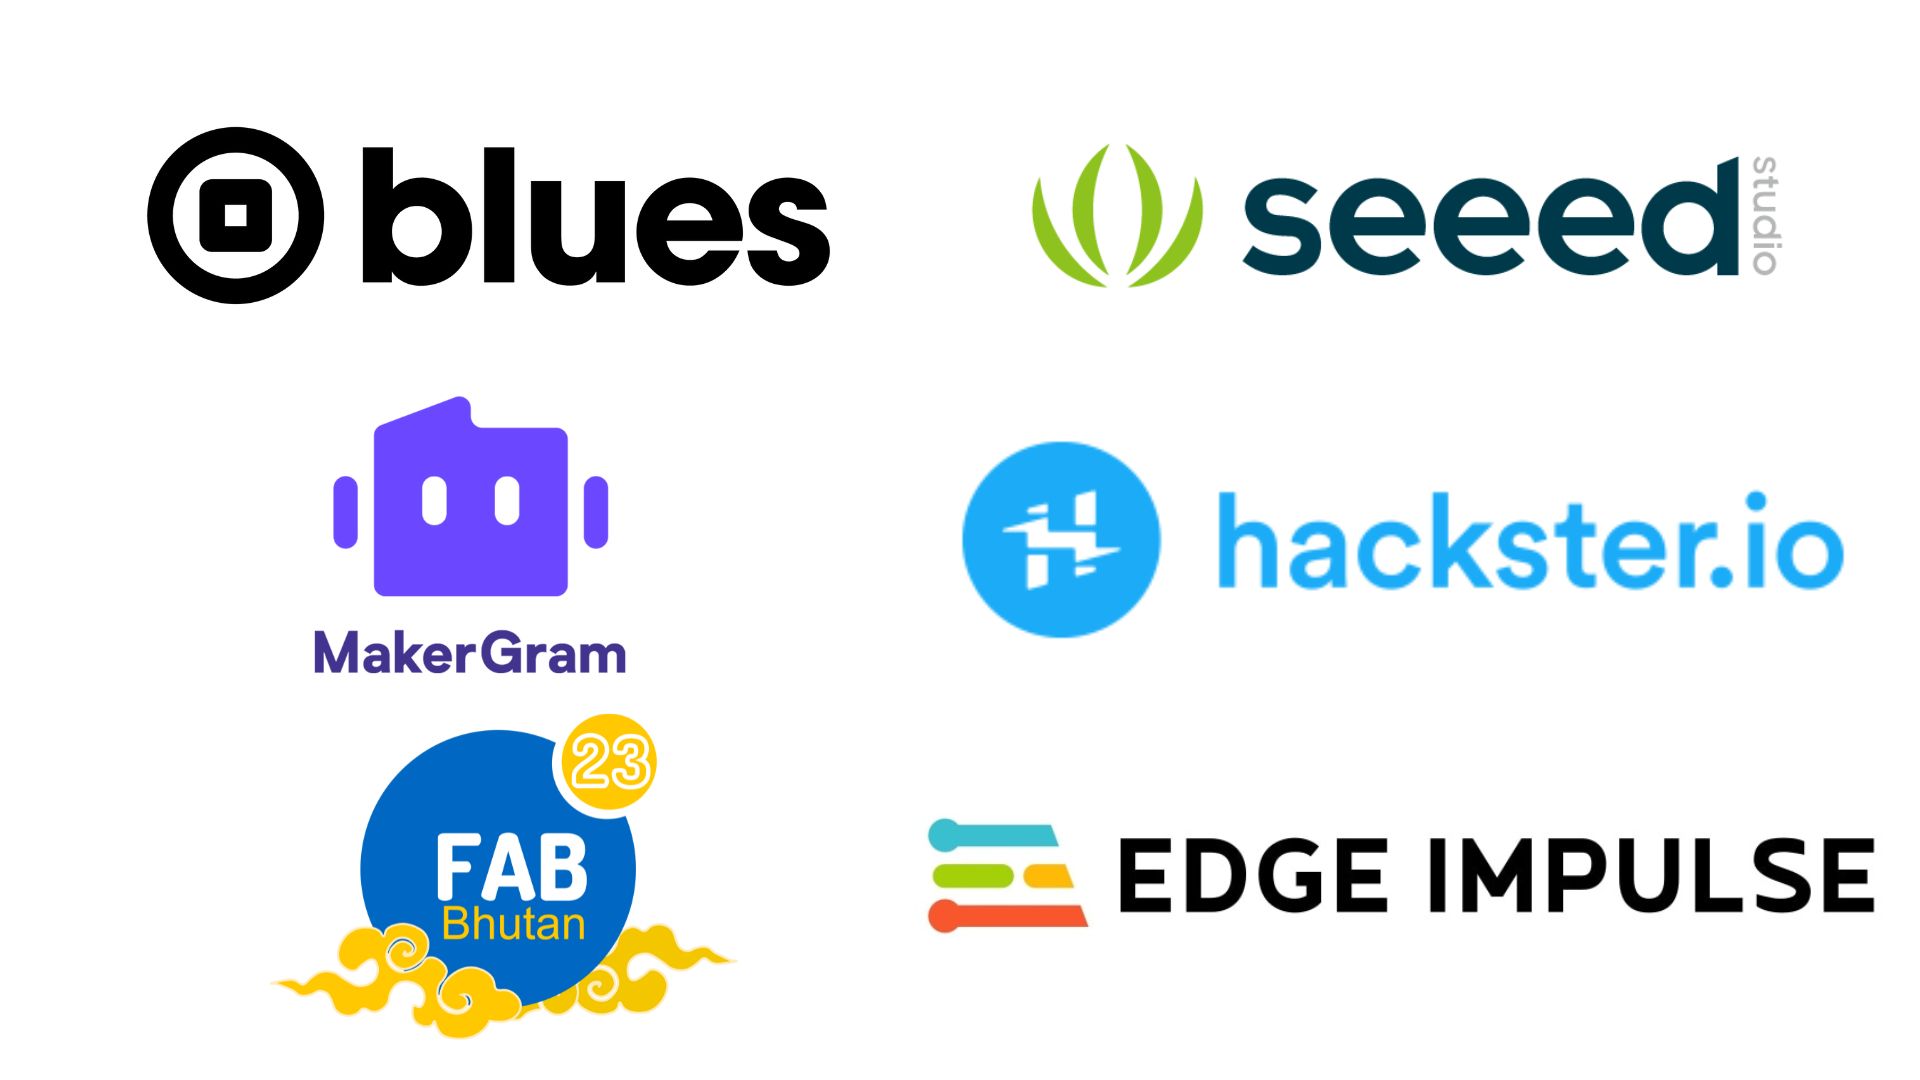 blues
seeed
studio
MakerGram
hackster.io
23
FAB
Bhutan
EDGE IMPULSE